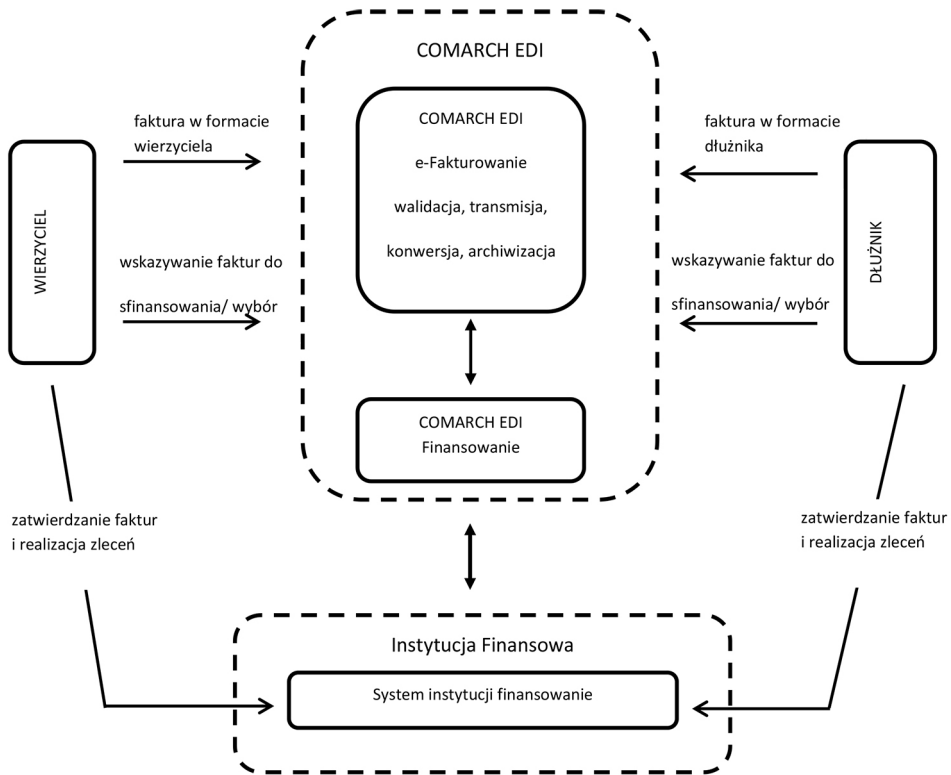 COMARCH EDI
COMARCH EDI
e-Fakturowanie
walidacja, transmisja,
konwersja, archiwizacja
faktura w formacie
wierzyciela
faktura w formacie
dłużnika
WIERZYCIEL
DŁUŻNIK
wskazywanie faktur do
sfinansowania/ wybór
wskazywanie faktur do
sfinansowania/ wybór
COMARCH EDI
Finansowanie
zatwierdzanie faktur
i realizacja zleceń
zatwierdzanie faktur
i realizacja zleceń
Instytucja Finansowa
System instytucji finansowanie